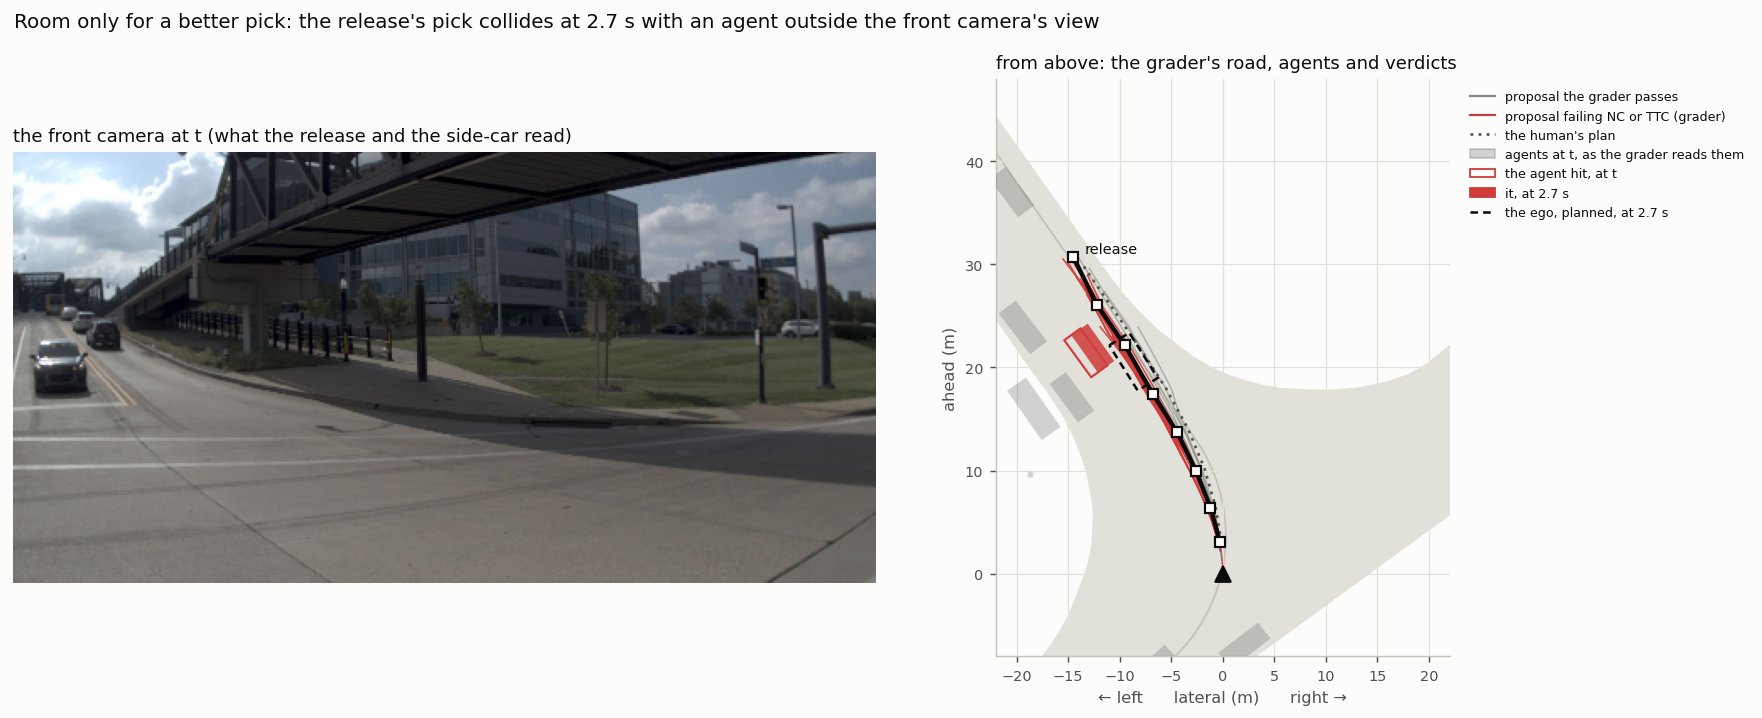 Room only for a better pick: the release's pick collides at 2.7 s with an agent outside the front camera's view
the front camera at t (what the release and the side-car read)
from above: the grader's road, agents and verdicts
release
40
30
20
10
0
ahead (m)
−20
−15
−10
−5
0
5
10
15
20
← left
lateral (m)
right →
proposal the grader passes
proposal failing NC or TTC (grader)
the human's plan
agents at t, as the grader reads them
the agent hit, at t
it, at 2.7 s
the ego, planned, at 2.7 s